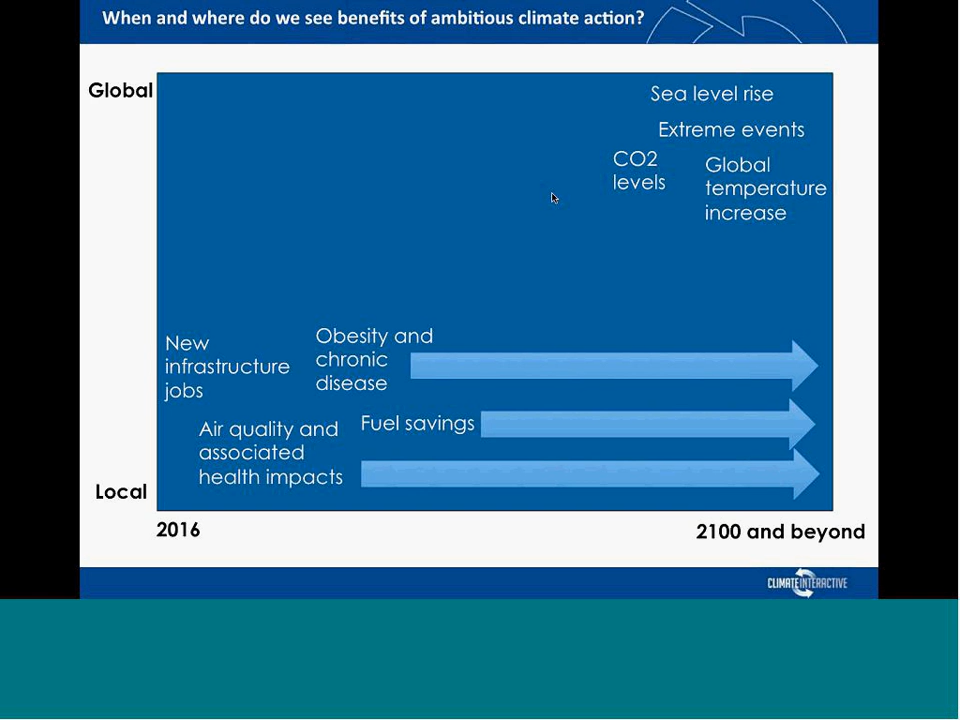 When and where do we see benefits of ambitious climate action?
Global
Sea level rise
Extreme events
CO2
levels
Global
temperature
increase
New
infrastructure
jobs
Obesity and
chronic
disease
Air quality and
associated
health impacts
Fuel savings
Local
2016
2100 and beyond
CLIMATE INTERACTIVE